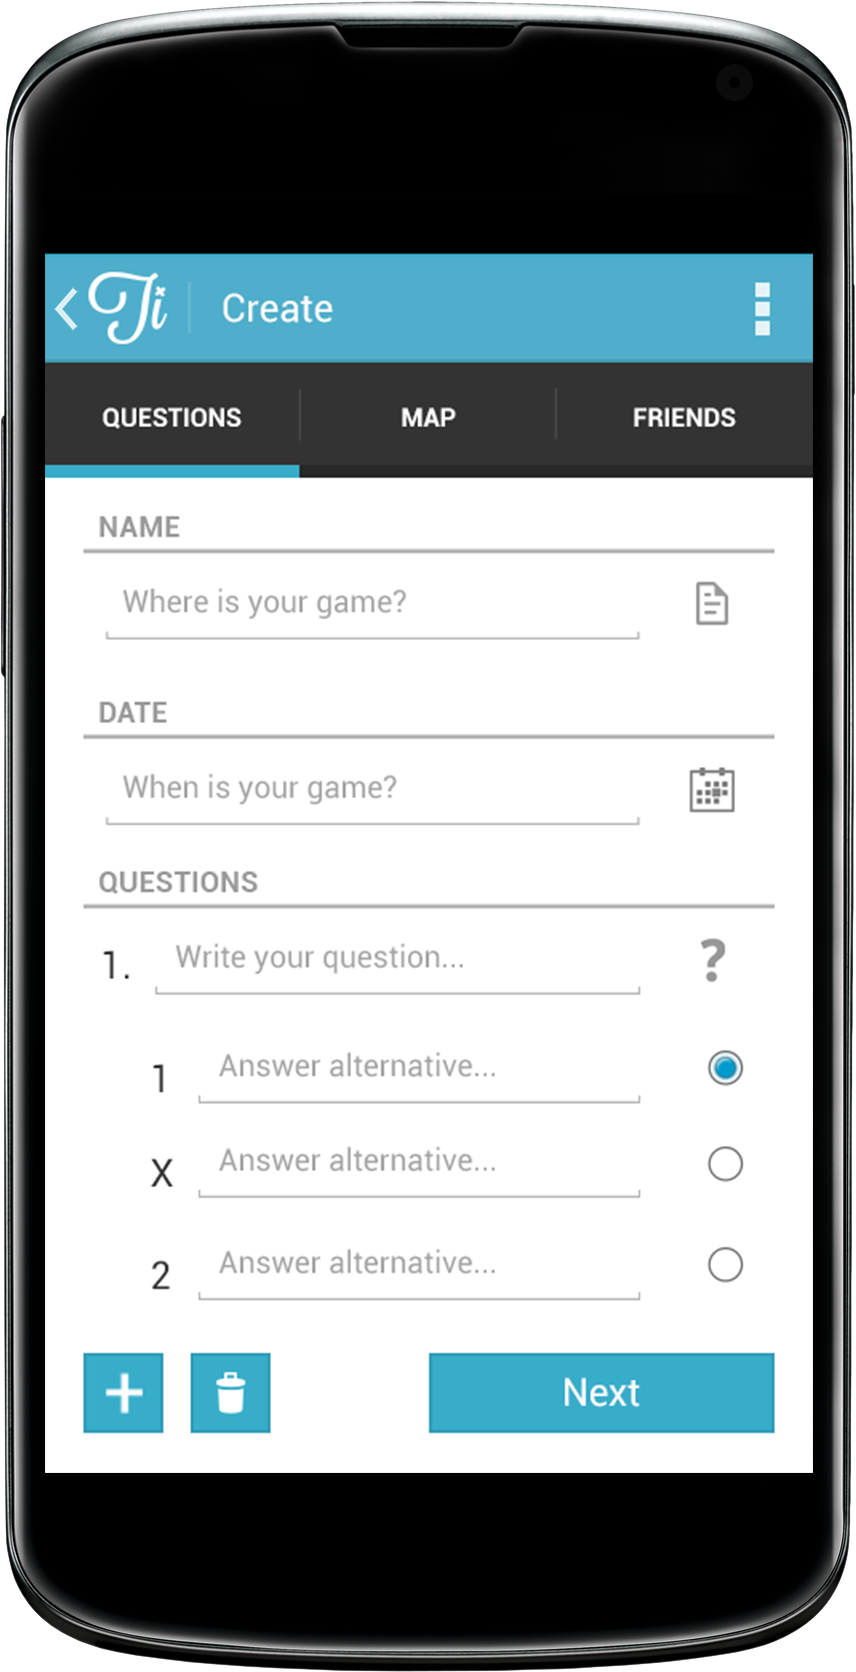 Ti
Create
QUESTIONS MAP FRIENDS
NAME
Where is your game?
DATE
When is your game?
QUESTIONS
1. Write your question... ?
1 Answer alternative...
X Answer alternative...
2 Answer alternative...
Next